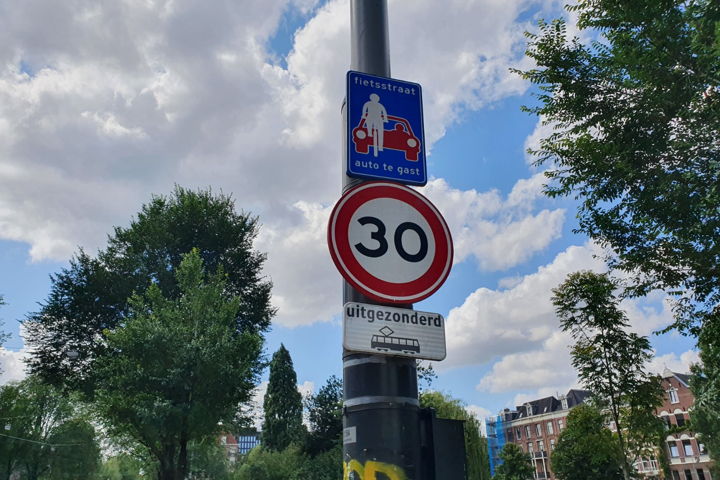 fietsstraat
auto te gast
30
uitgezonderd